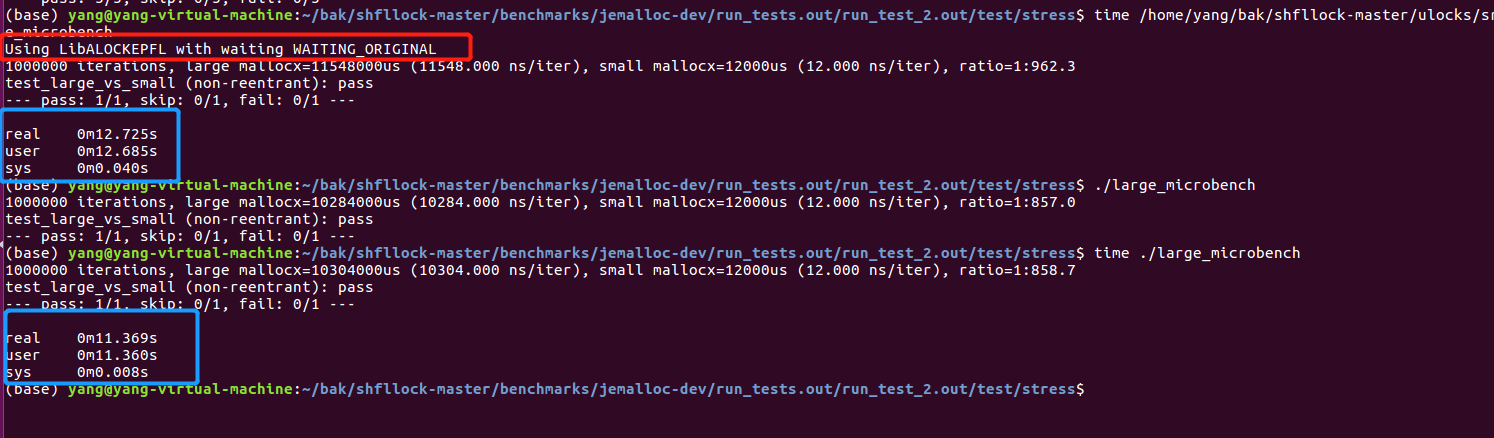 --- pass: 3/3, skip: 0/3, fail: 0/3 ---
(base) yang@yang-virtual-machine:~/bak/shfllock-master/benchmarks/jemalloc-dev/run_tests.out/run_test_2.out/test/stress$ time /home/yang/bak/shfllock-master/ulocks/sr
e_microbench
Using LibALOCKEPFL with waiting WAITING_ORIGINAL
1000000 iterations, large mallocx=11548000us (11548.000 ns/iter), small mallocx=12000us (12.000 ns/iter), ratio=1:962.3
test_large_vs_small (non-reentrant): pass
--- pass: 1/1, skip: 0/1, fail: 0/1 ---
real 0m12.725s
user 0m12.685s
sys 0m0.040s
(base) yang@yang-virtual-machine:~/bak/shfllock-master/benchmarks/jemalloc-dev/run_tests.out/run_test_2.out/test/stress$ ./large_microbench
1000000 iterations, large mallocx=10284000us (10284.000 ns/iter), small mallocx=12000us (12.000 ns/iter), ratio=1:857.0
test_large_vs_small (non-reentrant): pass
--- pass: 1/1, skip: 0/1, fail: 0/1 ---
(base) yang@yang-virtual-machine:~/bak/shfllock-master/benchmarks/jemalloc-dev/run_tests.out/run_test_2.out/test/stress$ time ./large_microbench
1000000 iterations, large mallocx=10304000us (10304.000 ns/iter), small mallocx=12000us (12.000 ns/iter), ratio=1:858.7
test_large_vs_small (non-reentrant): pass
--- pass: 1/1, skip: 0/1, fail: 0/1 ---
real 0m11.369s
user 0m11.360s
sys 0m0.008s
(base) yang@yang-virtual-machine:~/bak/shfllock-master/benchmarks/jemalloc-dev/run_tests.out/run_test_2.out/test/stress$